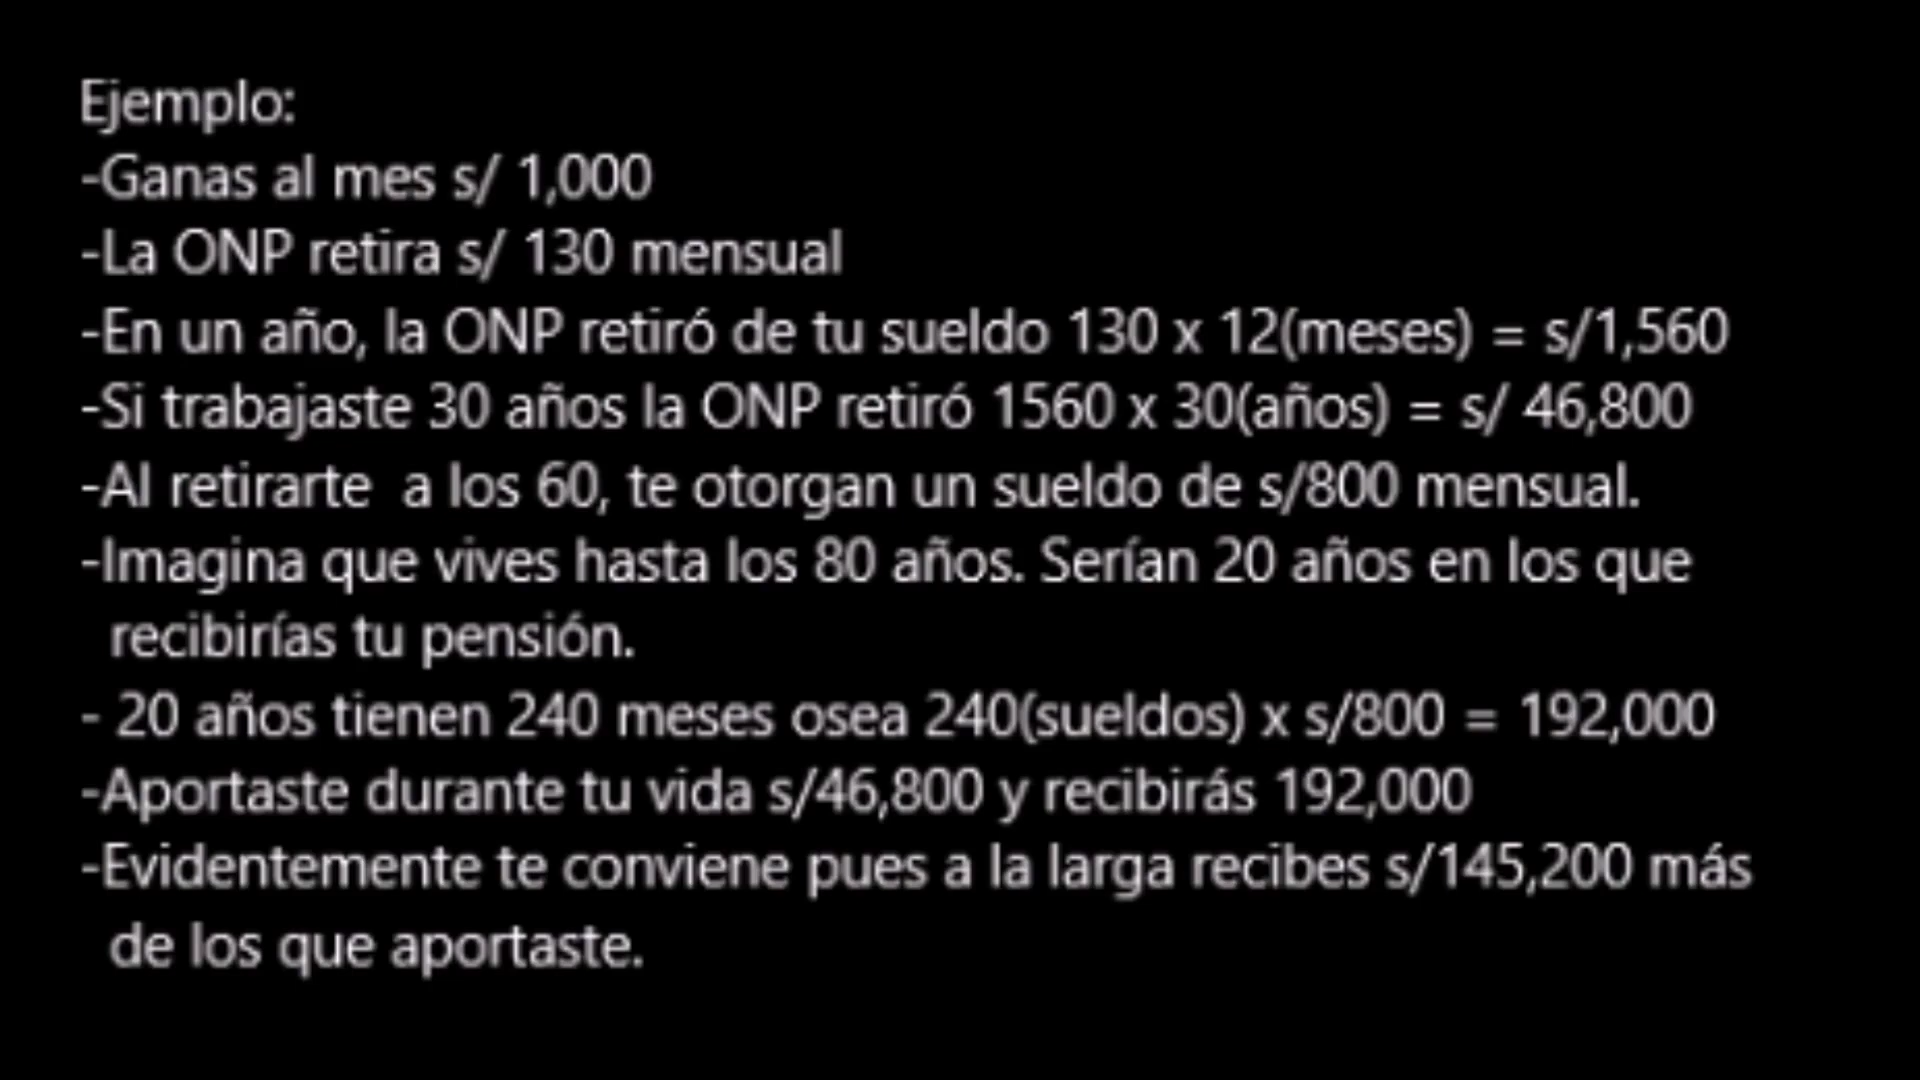 Ejemplo:
-Ganas al mes s/ 1,000
-La ONP retira s/ 130 mensual
-En un año, la ONP retiró de tu sueldo 130 x 12(meses) = s/1,560
-Si trabajaste 30 años la ONP retiró 1560 x 30(años) = s/ 46,800
-Al retirarte  a los 60, te otorgan un sueldo de s/800 mensual.
-Imagina que vives hasta los 80 años. Serían 20 años en los que
recibirías tu pensión.
- 20 años tienen 240 meses osea 240(sueldos) x s/800 = 192,000
-Aportaste durante tu vida s/46,800 y recibirás 192,000
-Evidentemente te conviene pues a la larga recibes s/145,200 más
de los que aportaste.